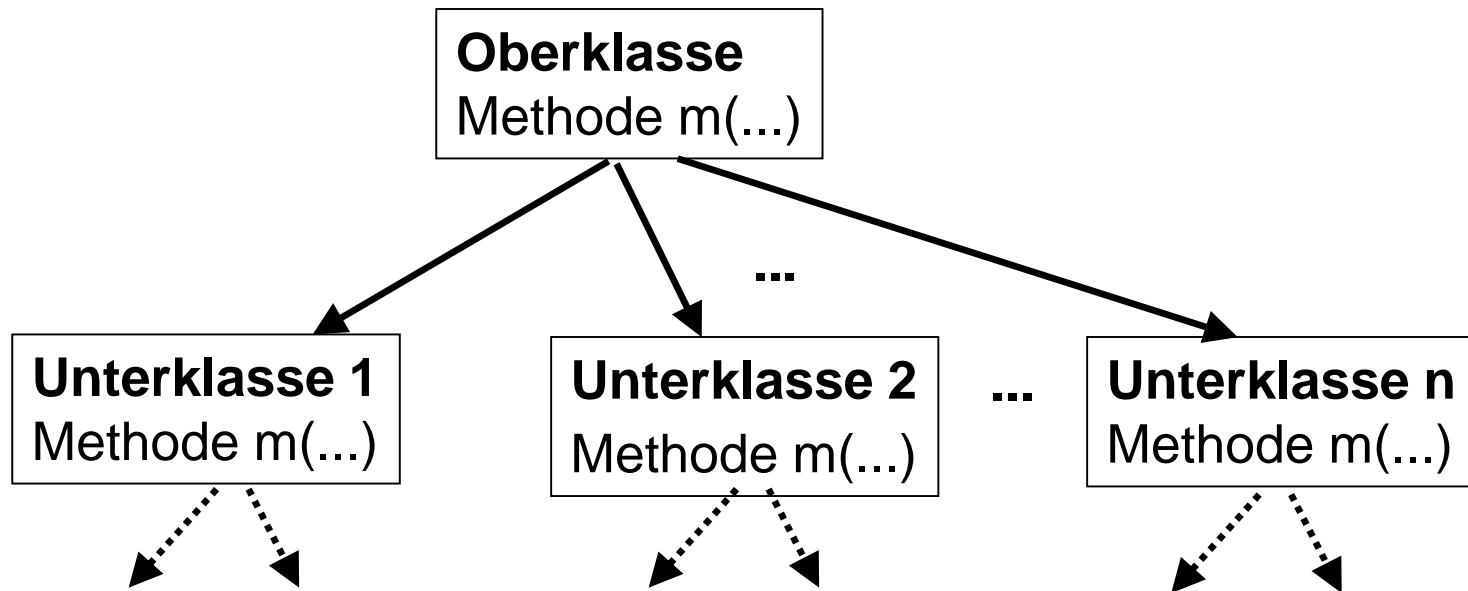 Oberklasse
Methode m(...)
...
Unterklasse 1
Methode m(...)
Unterklasse 2
Methode m(...)
...
Unterklasse n
Methode m(...)